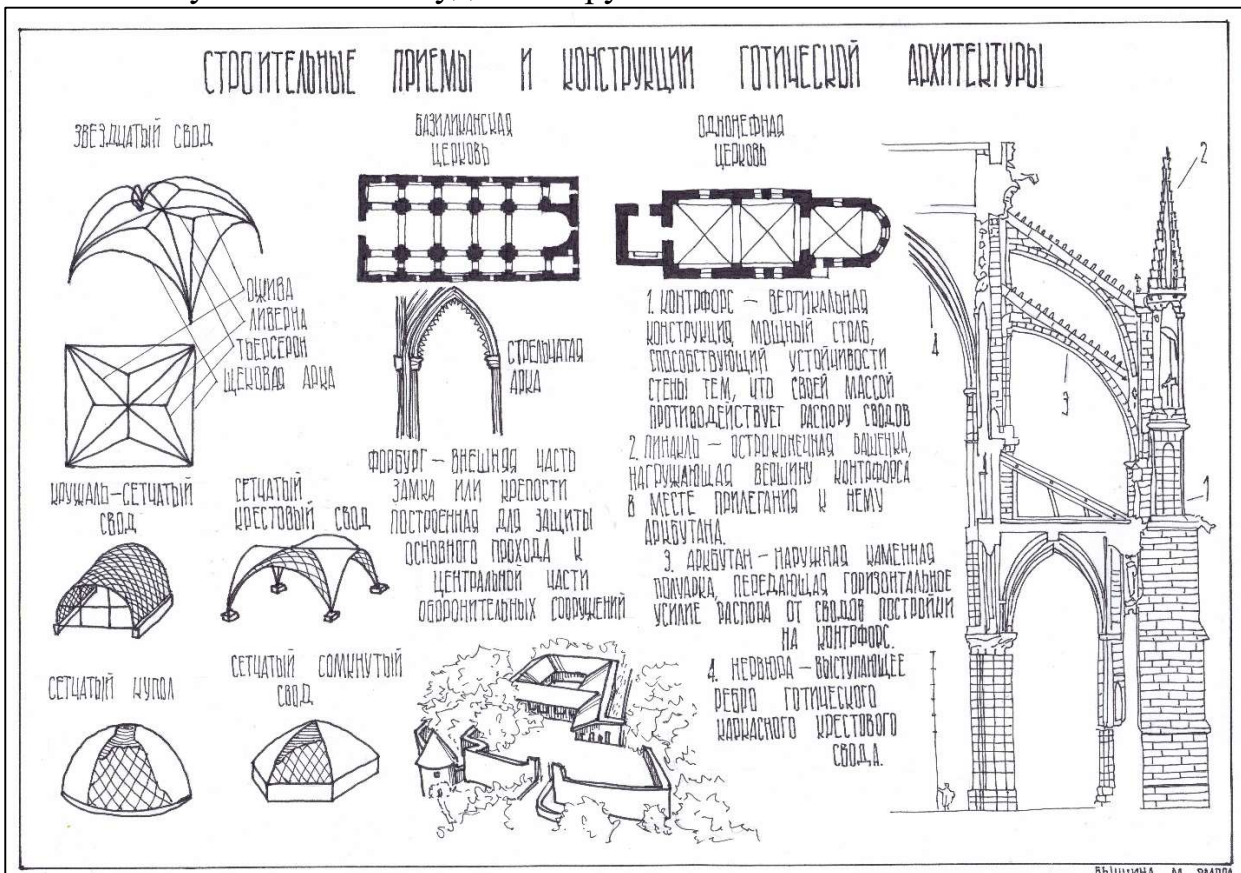 СТРОИТЕЛЬНЫЕ ПРИЕМЫ И КОНСТРУКЦИИ ГОТИЧЕСКОЙ АРХИТЕКТУРЫ
ЗВЕЗДЧАТЫЙ СВОД
ОЖИВА
ЛИВЕРНА
ТЬЕРСЕРОН
ЩЕКОВАЯ АРКА
КРУЖАЛЬ-СЕТЧАТЫЙ
СВОД
СЕТЧАТЫЙ
КРЕСТОВЫЙ СВОД
СЕТЧАТЫЙ КУПОЛ
СЕТЧАТЫЙ СОМКНУТЫЙ
СВОД
БАЗИЛИКАНСКАЯ
ЦЕРКОВЬ
СТРЕЛЬЧАТАЯ
АРКА
ФОРБУРГ – ВНЕШНЯЯ ЧАСТЬ
ЗАМКА ИЛИ КРЕПОСТИ
ПОСТРОЕННАЯ ДЛЯ ЗАЩИТЫ
ОСНОВНОГО ПРОХОДА К
ЦЕНТРАЛЬНОЙ ЧАСТИ
ОБОРОНИТЕЛЬНЫХ СООРУЖЕНИЙ
ОДНОНЕФНАЯ
ЦЕРКОВЬ
1. КОНТРФОРС – ВЕРТИКАЛЬНАЯ
КОНСТРУКЦИЯ, МОЩНЫЙ СТОЛБ,
СПОСОБСТВУЮЩИЙ УСТОЙЧИВОСТИ
СТЕНЫ ТЕМ, ЧТО СВОЕЙ МАССОЙ
ПРОТИВОДЕЙСТВУЕТ РАСПОРУ СВОДОВ
2. ПИНАКЛЬ – ОСТРОКОНЕЧНАЯ БАШЕНКА,
НАГРУЖАЮЩАЯ ВЕРШИНУ КОНТРФОРСА
В МЕСТЕ ПРИЛЕГАНИЯ К НЕМУ
АРКБУТАНА.
3. АРКБУТАН – НАРУЖНАЯ КАМЕННАЯ
ПОЛУАРКА, ПЕРЕДАЮЩАЯ ГОРИЗОНТАЛЬНОЕ
УСИЛИЕ РАСПОРА ОТ СВОДОВ ПОСТРОЙКИ
НА КОНТРФОРС.
4. НЕРВЮРА – ВЫСТУПАЮЩЕЕ
РЕБРО ГОТИЧЕСКОГО
КАРКАСНОГО КРЕСТОВОГО
СВОДА.
2
4
3
1